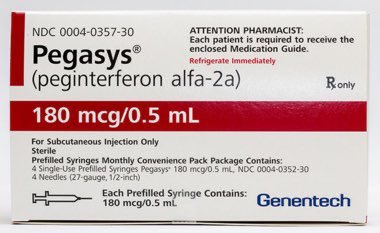 NDC 0004-0357-30
Pegasys®
(peginterferon alfa-2a)
ATTENTION PHARMACIST:
Each patient is required to receive the
enclosed Medication Guide.
Refrigerate Immediately
Rx only
180 mcg/0.5 mL
For Subcutaneous Injection Only
Sterile
Prefilled Syringes Monthly Convenience Pack Package Contains:
4 Single-Use Prefilled Syringes Pegasys® 180 mcg/0.5 mL, NDC 0004-0352-30
4 Needles (27-gauge, 1/2-inch)
Each Prefilled Syringe Contains:
180 mcg/0.5 mL
Genentech